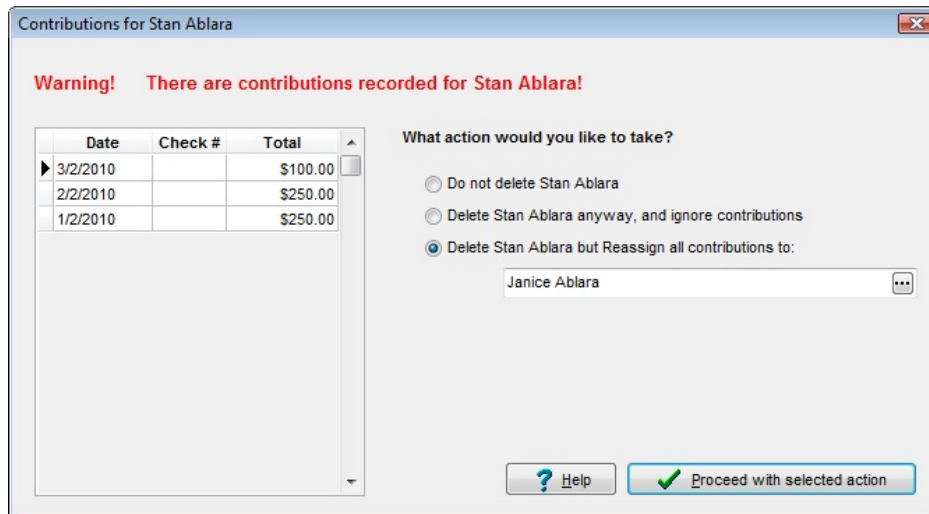 Contributions for Stan Ablara
Warning! There are contributions recorded for Stan Ablara!
Date Check # Total
3/2/2010 $100.00
2/2/2010 $250.00
1/2/2010 $250.00
What action would you like to take?
Do not delete Stan Ablara
Delete Stan Ablara anyway, and ignore contributions
Delete Stan Ablara but Reassign all contributions to:
Janice Ablara
...
? Help
Proceed with selected action